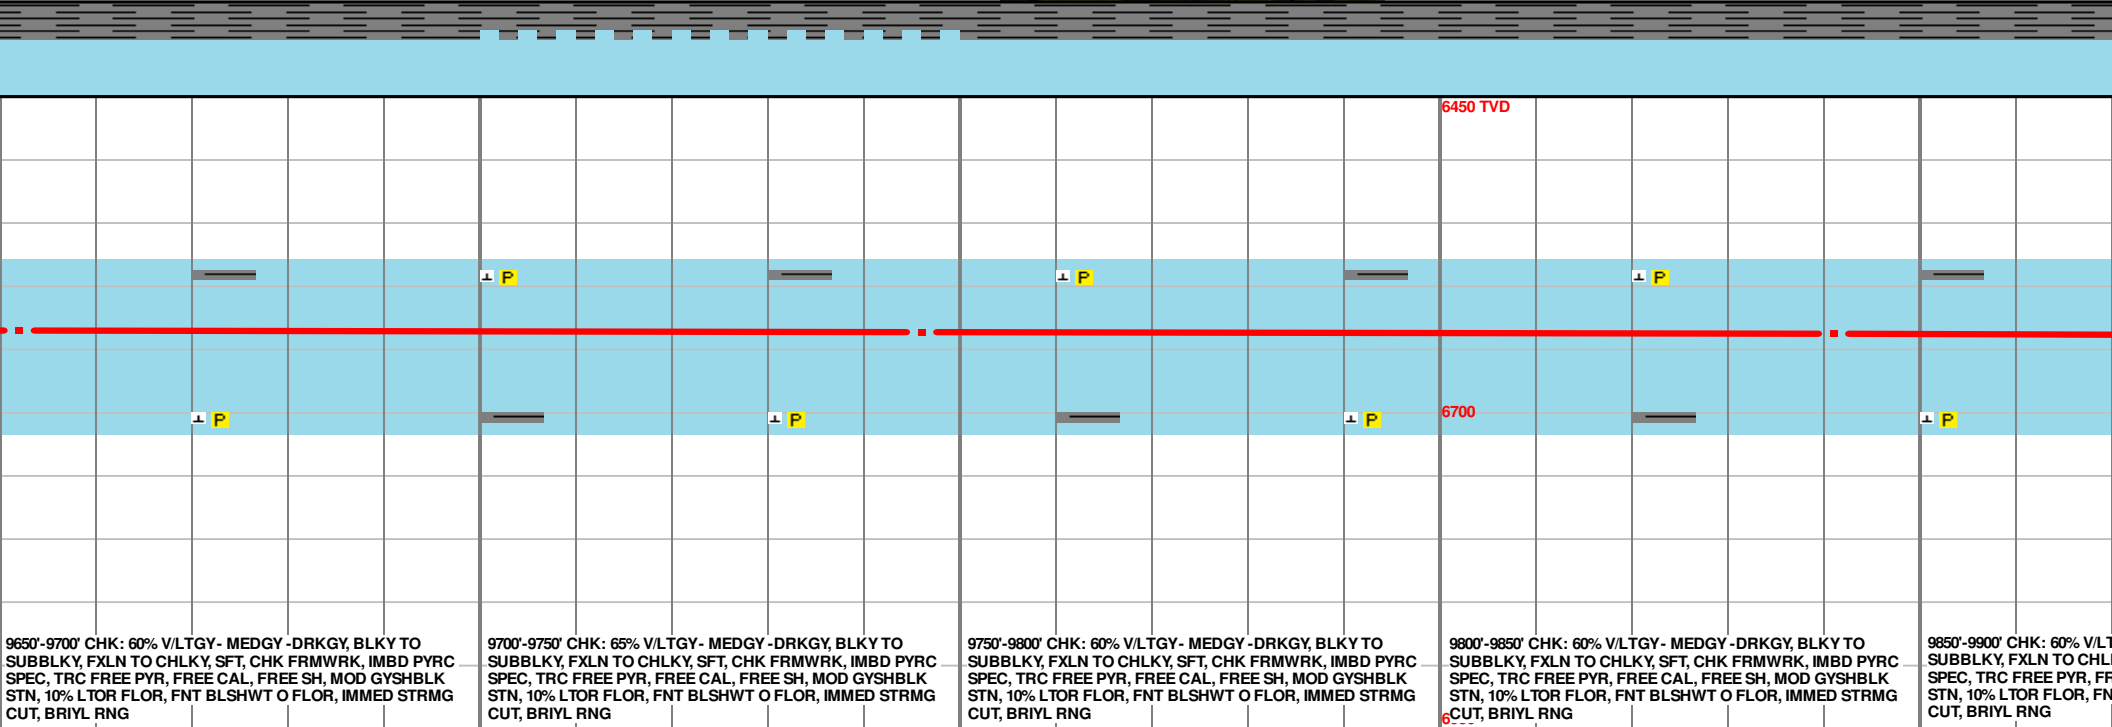 6450 TVD
P
P
P
6700
P
P
P
P
9650'-9700' CHK: 60% V/LTGY- MEDGY -DRKGY, BLKY TO
SUBBLKY, FXLN TO CHLKY, SFT, CHK FRMWRK, IMBD PYRC
SPEC, TRC FREE PYR, FREE CAL, FREE SH, MOD GYSHBLK
STN, 10% LTOR FLOR, FNT BLSHWT O FLOR, IMMED STRMG
CUT, BRIYL RNG
9700'-9750' CHK: 65% V/LTGY- MEDGY -DRKGY, BLKY TO
SUBBLKY, FXLN TO CHLKY, SFT, CHK FRMWRK, IMBD PYRC
SPEC, TRC FREE PYR, FREE CAL, FREE SH, MOD GYSHBLK
STN, 10% LTOR FLOR, FNT BLSHWT O FLOR, IMMED STRMG
CUT, BRIYL RNG
9750'-9800' CHK: 60% V/LTGY- MEDGY -DRKGY, BLKY TO
SUBBLKY, FXLN TO CHLKY, SFT, CHK FRMWRK, IMBD PYRC
SPEC, TRC FREE PYR, FREE CAL, FREE SH, MOD GYSHBLK
STN, 10% LTOR FLOR, FNT BLSHWT O FLOR, IMMED STRMG
CUT, BRIYL RNG
9800'-9850' CHK: 60% V/LTGY- MEDGY -DRKGY, BLKY TO
SUBBLKY, FXLN TO CHLKY, SFT, CHK FRMWRK, IMBD PYRC
SPEC, TRC FREE PYR, FREE CAL, FREE SH, MOD GYSHBLK
STN, 10% LTOR FLOR, FNT BLSHWT O FLOR, IMMED STRMG
CUT, BRIYL RNG
9850'-9900' CHK: 60% V/LT
SUBBLKY, FXLN TO CHL
SPEC, TRC FREE PYR, FR
STN, 10% LTOR FLOR, FN
CUT, BRIYL RNG